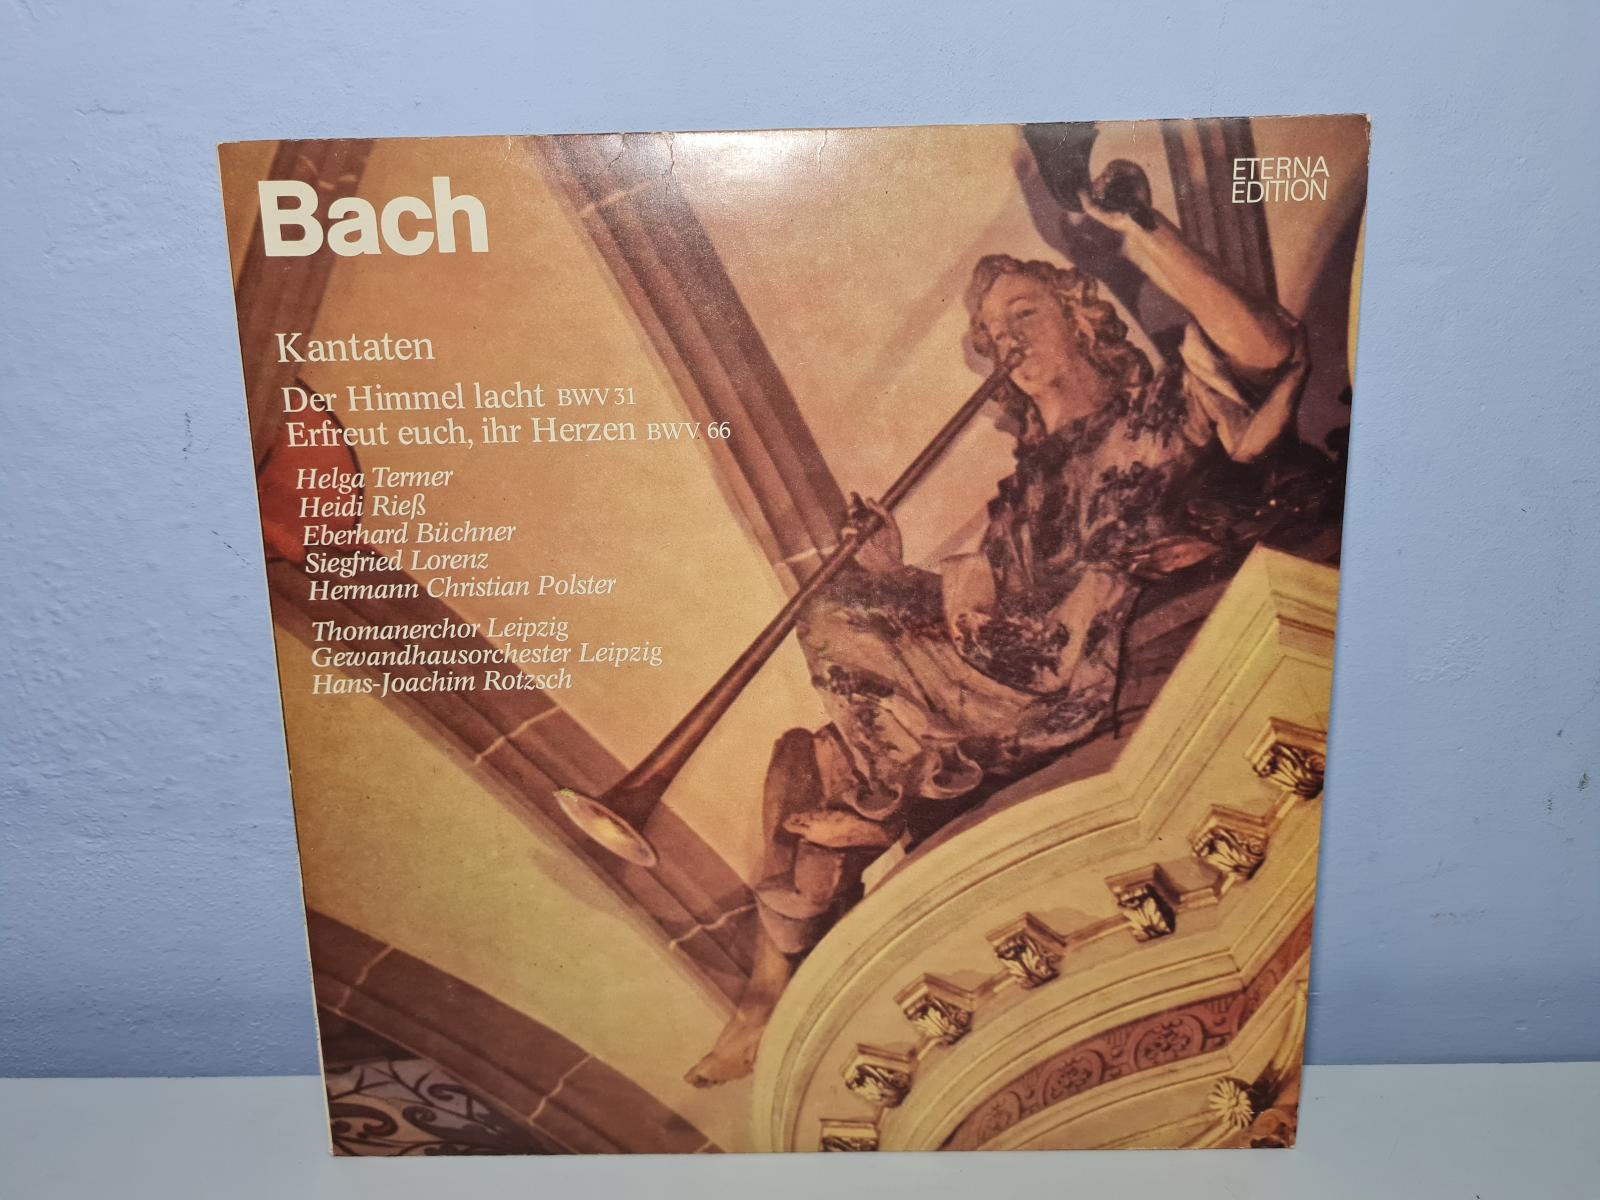 Bach
ETERNA
EDITION
Kantaten
Der Himmel lacht BWV 31
Erfreut euch, ihr Herzen BWV 66
Helga Termer
Heidi Rieß
Eberhard Büchner
Siegfried Lorenz
Hermann Christian Polster
Thomanerchor Leipzig
Gewandhausorchester Leipzig
Hans-Joachim Rotzsch